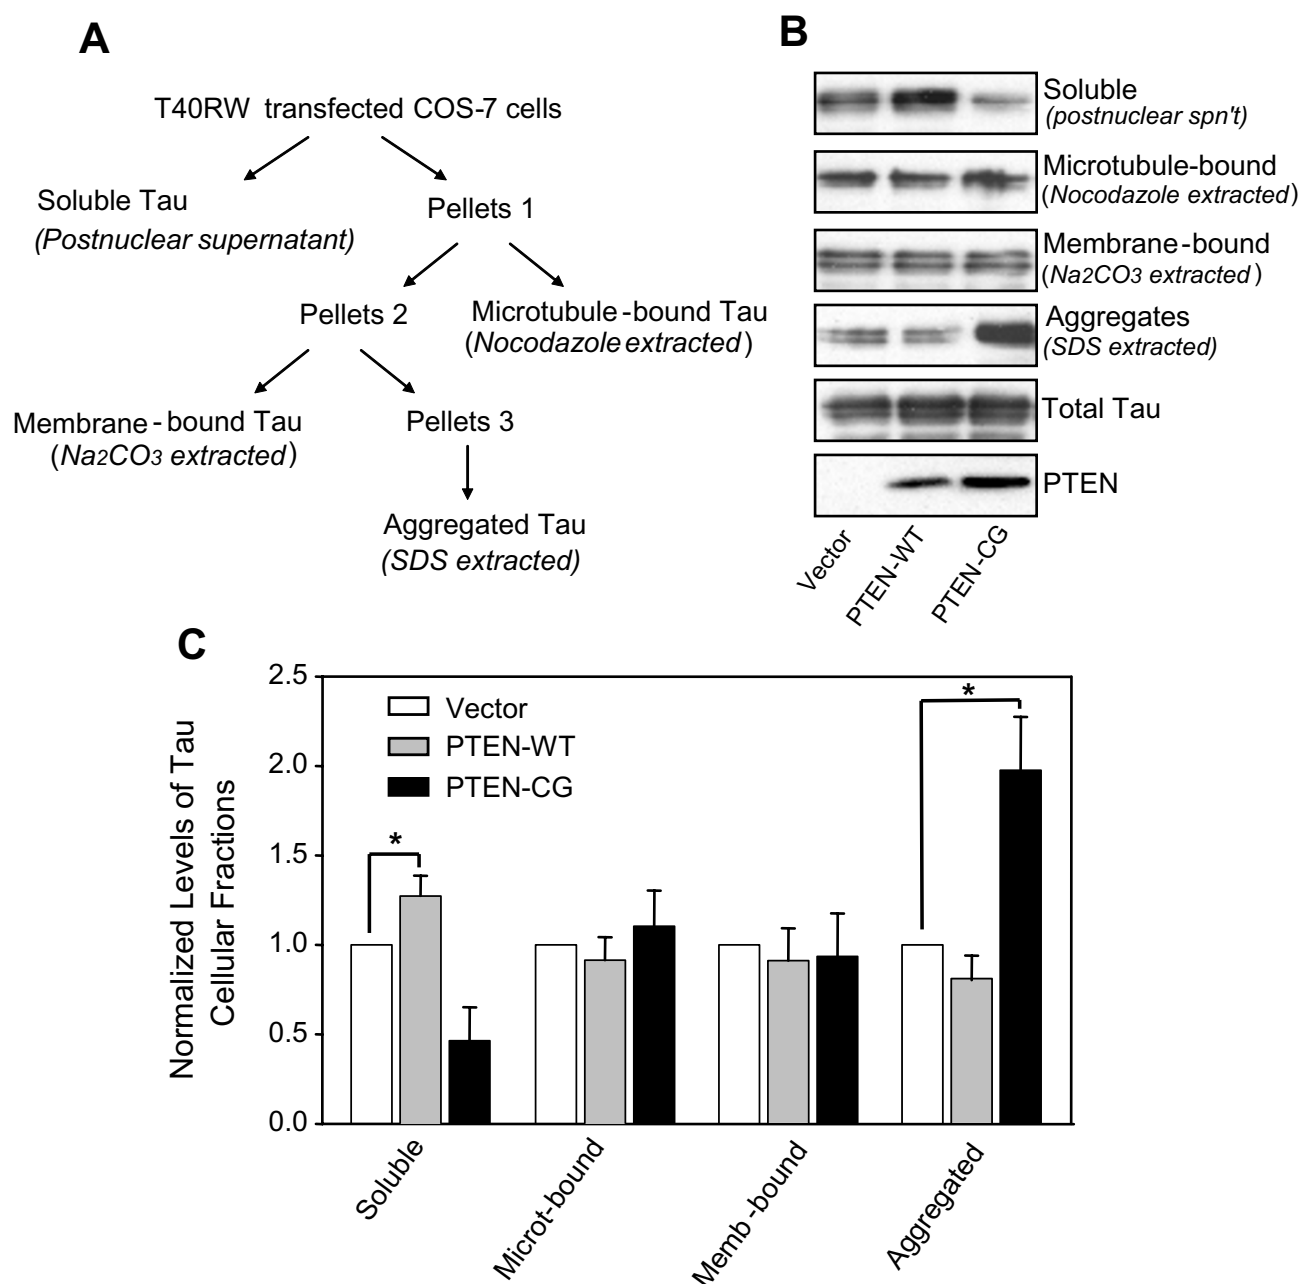 A
T40RW transfected COS-7 cells
Soluble Tau
(Postnuclear supernatant)
Pellets 1
Pellets 2
Microtubule-bound Tau
(Nocodazole extracted)
Membrane-bound Tau
(Na2CO3 extracted)
Pellets 3
Aggregated Tau
(SDS extracted)
B
Soluble
(postnuclear spn't)
Microtubule-bound
(Nocodazole extracted)
Membrane-bound
(Na2CO3 extracted)
Aggregates
(SDS extracted)
Total Tau
PTEN
Vector
PTEN-WT
PTEN-CG
C
Normalized Levels of Tau
Cellular Fractions
2.5
2.0
1.5
1.0
0.5
0.0
Vector
PTEN-WT
PTEN-CG
*
*
Soluble
Microt-bound
Memb-bound
Aggregated